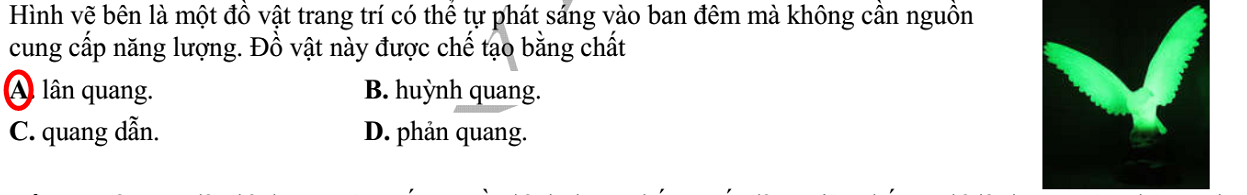 Hình vẽ bên là một đồ vật trang trí có thể tự phát sáng vào ban đêm mà không cần nguồn
cung cấp năng lượng. Đồ vật này được chế tạo bằng chất
A. lân quang.
B. huỳnh quang.
C. quang dẫn.
D. phản quang.